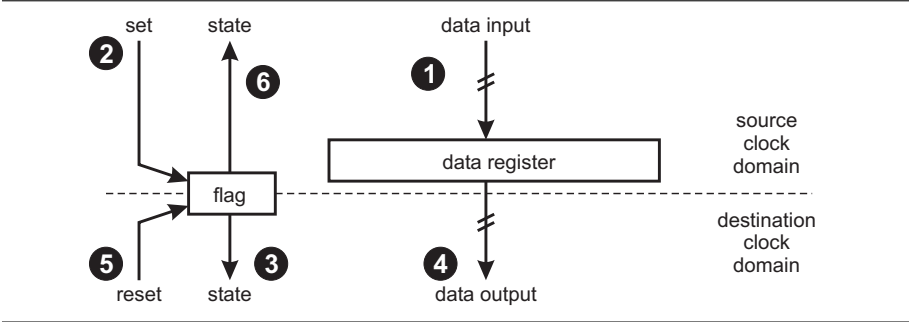 set
state
data input
2
6
1
source
clock
domain
data register
flag
destination
clock
domain
5
3
4
reset
state
data output